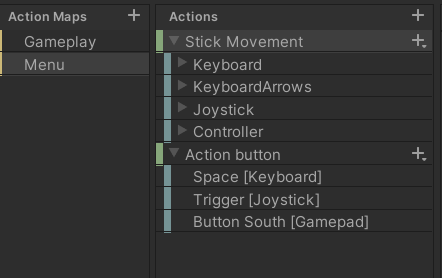 Action Maps
Actions
Gameplay
Menu
Stick Movement
Keyboard
KeyboardArrows
Joystick
Controller
Action button
Space [Keyboard]
Trigger [Joystick]
Button South [Gamepad]